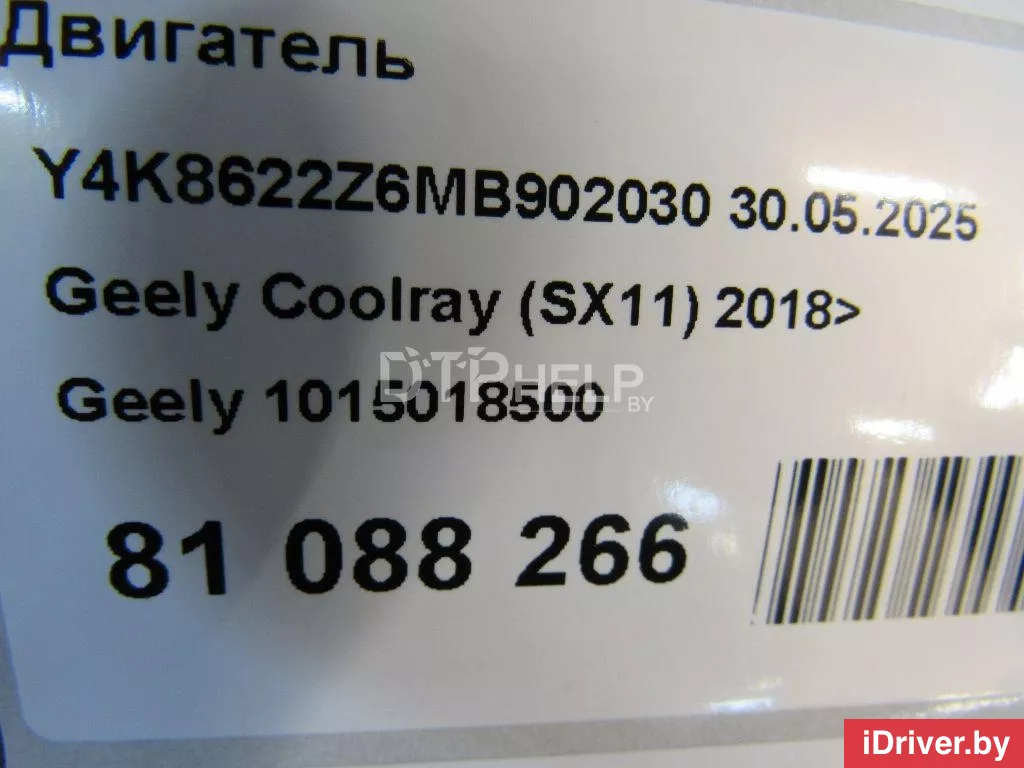 Двигатель
Y4K8622Z6MB902030 30.05.2025
Geely Coolray (SX11) 2018>
DTPHELP
BY
Geely 1015018500
81 088 266
iDriver.by